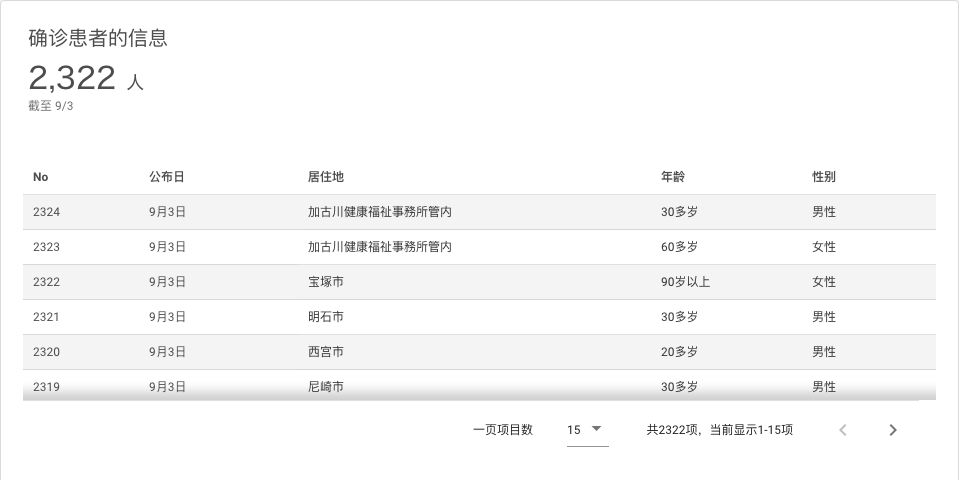 确诊患者的信息
2,322 人
截至 9/3
No 公布日 居住地 年龄 性别
2324 9月3日 加古川健康福祉事務所管内 30多岁 男性
2323 9月3日 加古川健康福祉事務所管内 60多岁 女性
2322 9月3日 宝塚市 90岁以上 女性
2321 9月3日 明石市 30多岁 男性
2320 9月3日 西宫市 20多岁 男性
2319 9月3日 尼崎市 30多岁 男性
一页项目数 15 共2322项，当前显示1-15项